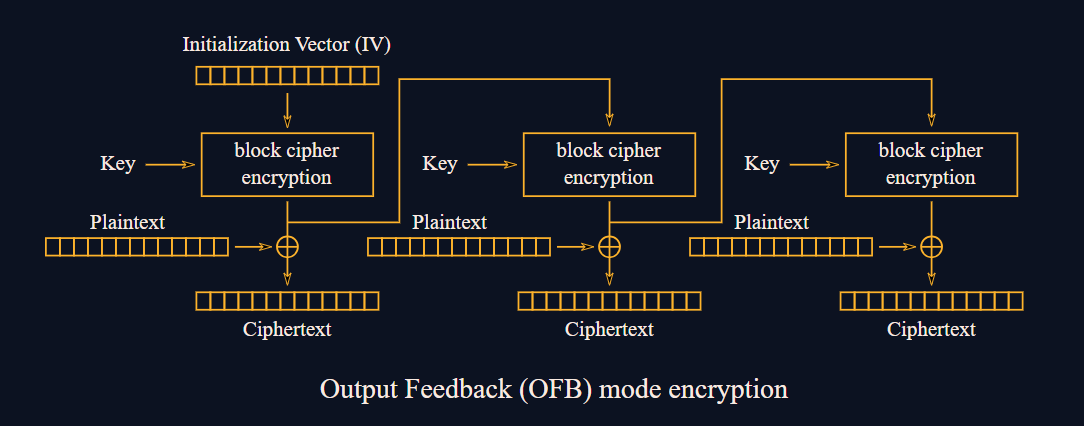 Initialization Vector (IV)
Key
block cipher
encryption
Key
block cipher
encryption
Key
block cipher
encryption
Plaintext
Plaintext
Plaintext
Ciphertext
Ciphertext
Ciphertext
Output Feedback (OFB) mode encryption